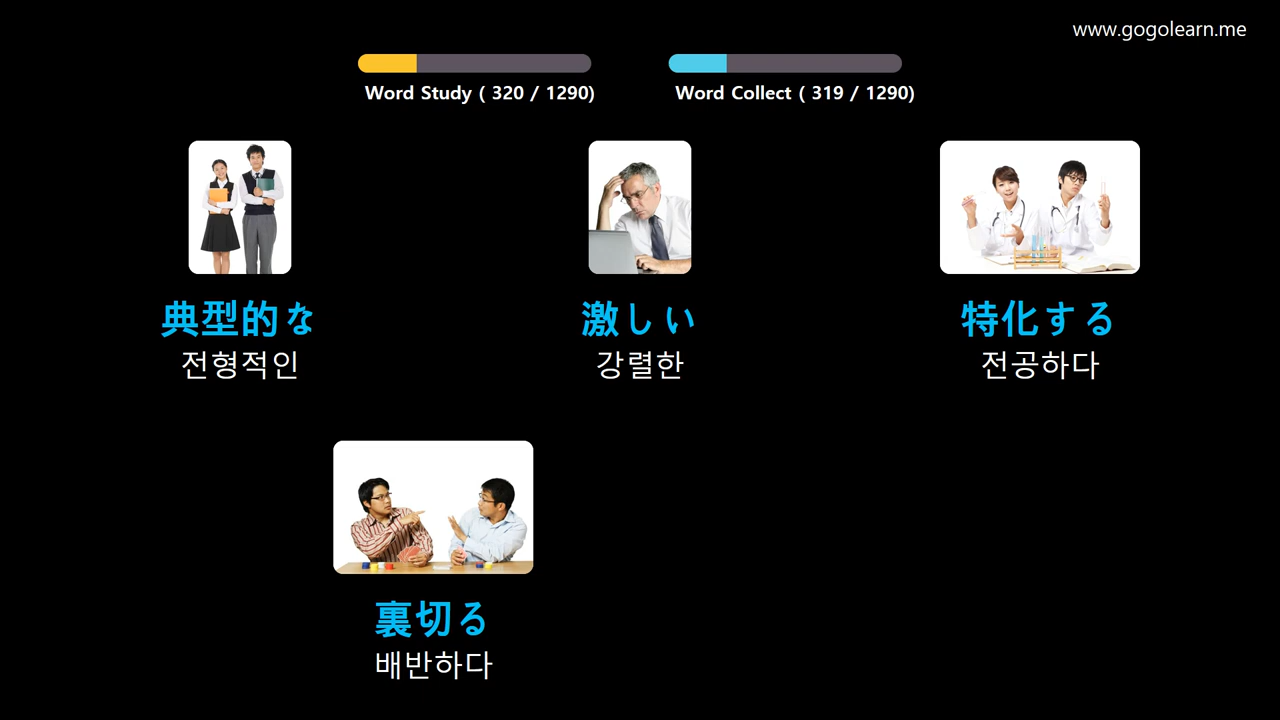 www.gogolearn.me
Word Study ( 320 / 1290)
Word Collect ( 319 / 1290)
典型的な
전형적인
激しい
강렬한
特化する
전공하다
裏切る
배반하다